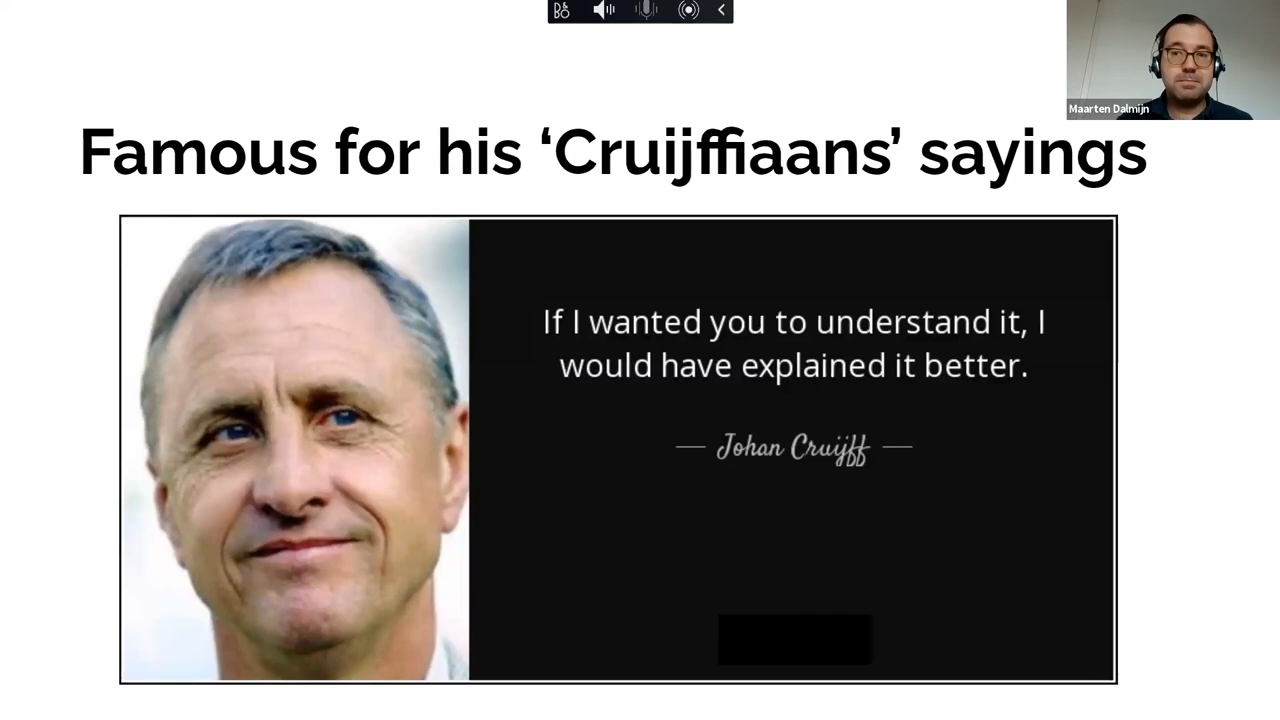 Maarten Dalmijn
Famous for his ‘Cruijffiaans’ sayings
If I wanted you to understand it, I
would have explained it better.
— Johan Cruijff —